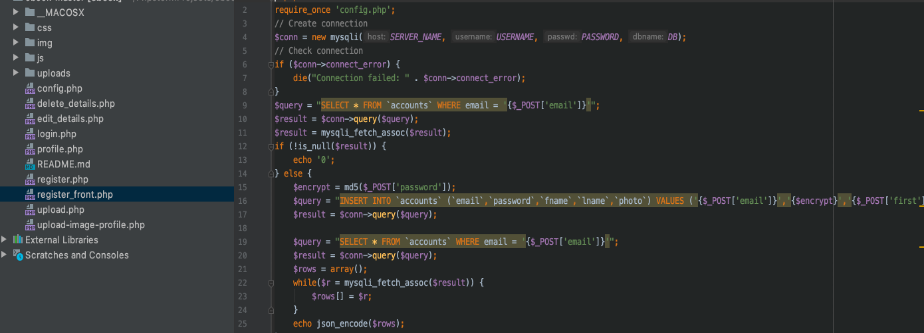 __MACOSX
css
img
js
uploads
config.php
delete_details.php
edit_details.php
login.php
profile.php
README.md
register.php
register_front.php
upload.php
upload-image-profile.php
External Libraries
Scratches and Consoles
2 require_once 'config.php';
3 // Create connection
4 $conn = new mysqli( host: SERVER_NAME, username: USERNAME, passwd: PASSWORD, dbname: DB);
5 // Check connection
6 if ($conn->connect_error) {
7 die("Connection failed: " . $conn->connect_error);
8 }
9 $query = "SELECT * FROM `accounts` WHERE email = '{$_POST['email']}'";
10 $result = $conn->query($query);
11 $result = mysqli_fetch_assoc($result);
12 if (!is_null($result)) {
13 echo '0';
14 } else {
15 $encrypt = md5($_POST['password']);
16 $query = "INSERT INTO `accounts` (`email`,`password`,`fname`,`lname`,`photo`) VALUES ('{$_POST['email']}','{$encrypt}','{$_POST['first']
17 $result = $conn->query($query);
18
19 $query = "SELECT * FROM `accounts` WHERE email = '{$_POST['email']}'";
20 $result = $conn->query($query);
21 $rows = array();
22 while($r = mysqli_fetch_assoc($result)) {
23 $rows[] = $r;
24 }
25 echo json_encode($rows);